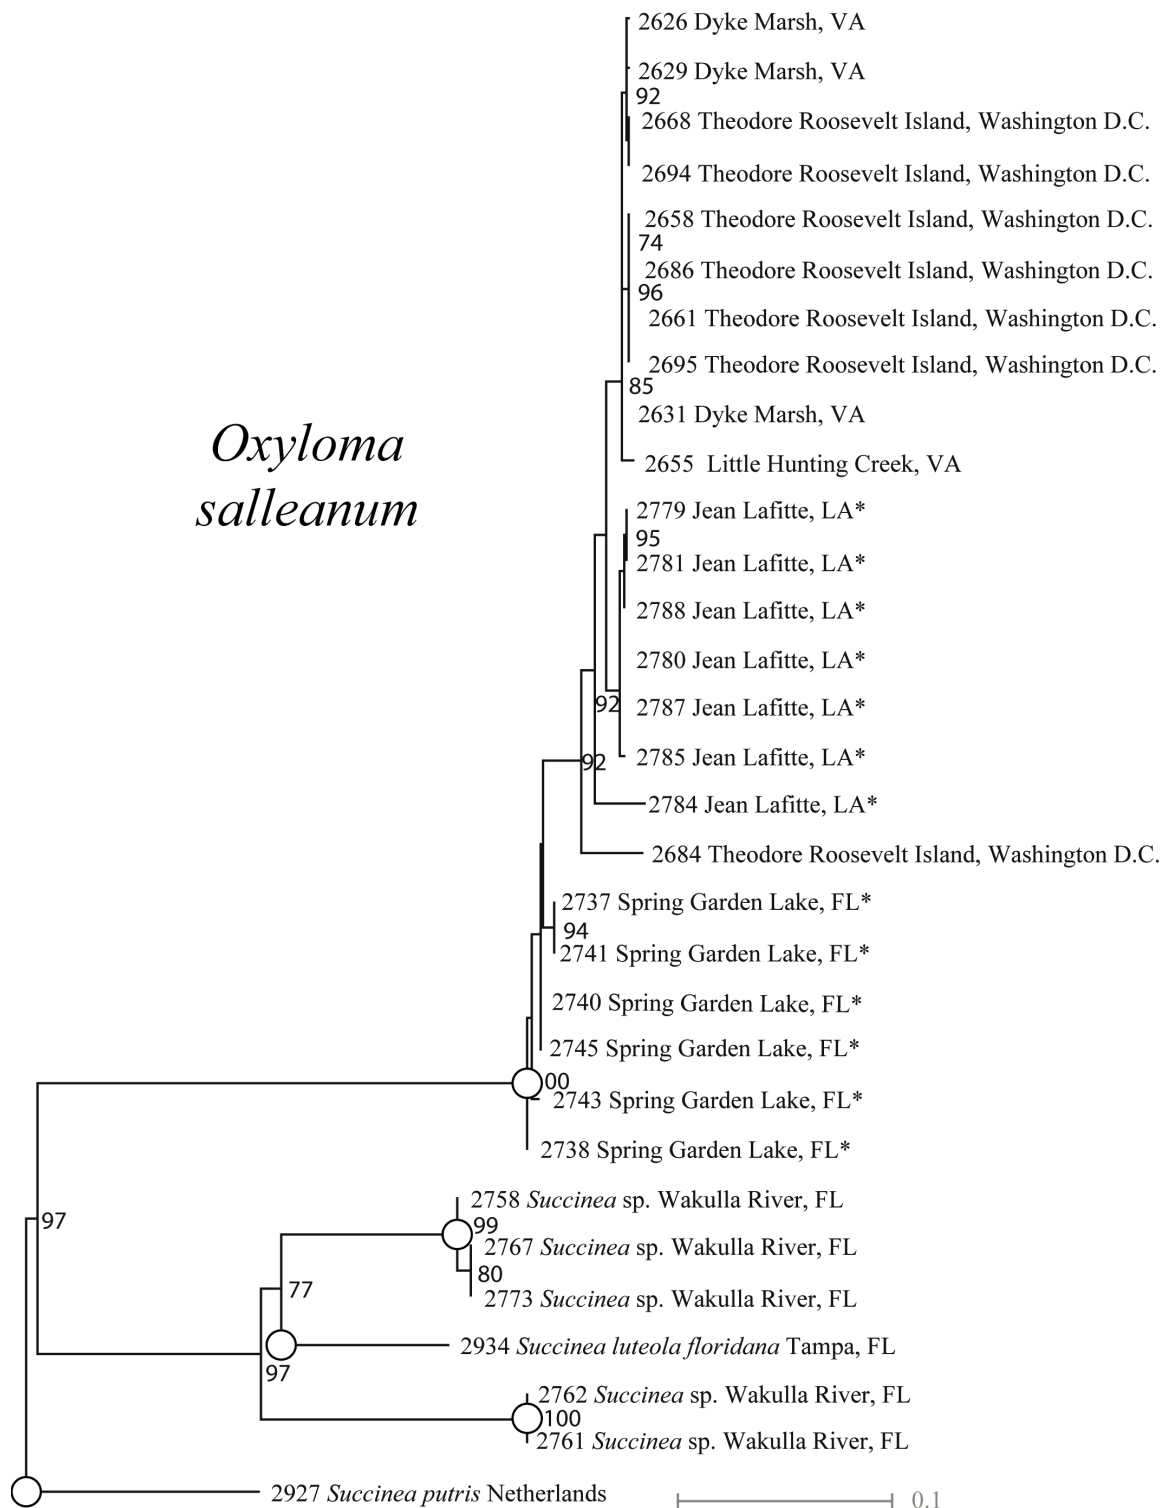 2626 Dyke Marsh, VA
2629 Dyke Marsh, VA
92
2668 Theodore Roosevelt Island, Washington D.C.
2694 Theodore Roosevelt Island, Washington D.C.
2658 Theodore Roosevelt Island, Washington D.C.
74
2686 Theodore Roosevelt Island, Washington D.C.
96
2661 Theodore Roosevelt Island, Washington D.C.
2695 Theodore Roosevelt Island, Washington D.C.
85
2631 Dyke Marsh, VA
Oxyloma
salleanum
2655 Little Hunting Creek, VA
2779 Jean Lafitte, LA*
95
2781 Jean Lafitte, LA*
2788 Jean Lafitte, LA*
2780 Jean Lafitte, LA*
92
2787 Jean Lafitte, LA*
2785 Jean Lafitte, LA*
92
2784 Jean Lafitte, LA*
2684 Theodore Roosevelt Island, Washington D.C.
2737 Spring Garden Lake, FL*
94
2741 Spring Garden Lake, FL*
2740 Spring Garden Lake, FL*
2745 Spring Garden Lake, FL*
00
2743 Spring Garden Lake, FL*
2738 Spring Garden Lake, FL*
2758 Succinea sp. Wakulla River, FL
97
99
2767 Succinea sp. Wakulla River, FL
80
77
2773 Succinea sp. Wakulla River, FL
2934 Succinea luteola floridana Tampa, FL
97
2762 Succinea sp. Wakulla River, FL
100
2761 Succinea sp. Wakulla River, FL
2927 Succinea putris Netherlands
0.1